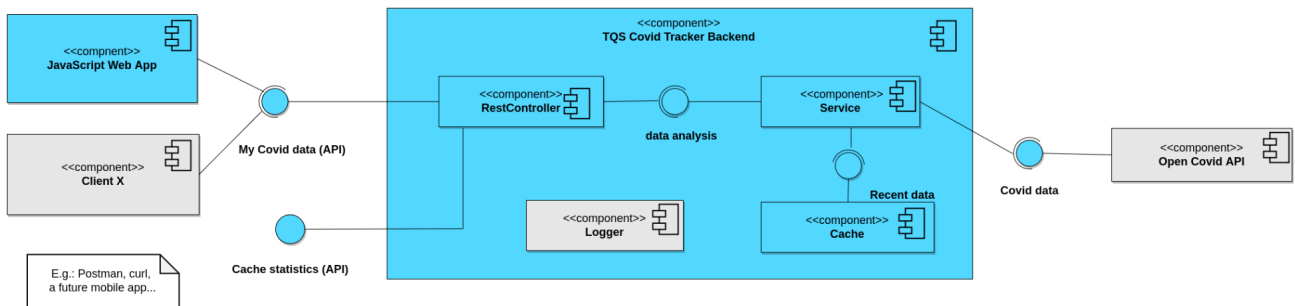 <<compnent>>
JavaScript Web App
<<component>>
Client X
E.g.: Postman, curl,
a future mobile app...
My Covid data (API)
Cache statistics (API)
<<component>>
TQS Covid Tracker Backend
<<component>>
RestController
data analysis
<<component>>
Service
Recent data
<<component>>
Logger
<<component>>
Cache
Covid data
<<component>>
Open Covid API